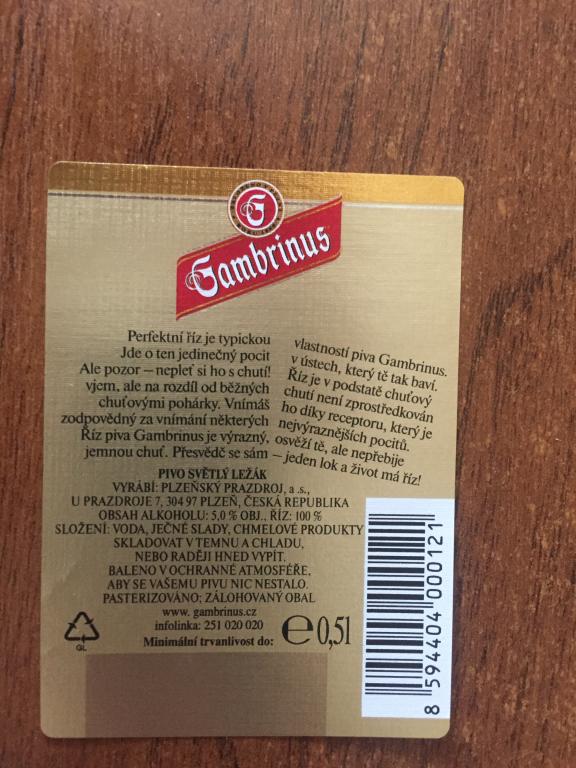 G
Gambrinus
Perfektní říz je typickou vlastností piva Gambrinus.
Jde o ten jedinečný pocit v ústech, který tě tak baví.
Ale pozor – nepleť si ho s chutí! Říz je v podstatě chuťový
vjem, ale na rozdíl od běžných chutí není zprostředkován
chuťovými pohárky. Vnímáš ho díky receptoru, který je
zodpovědný za vnímání některých nejvýraznějších pocitů.
Říz piva Gambrinus je výrazný, osvěží tě, ale nepřebije
jemnou chuť. Přesvědč se sám – jeden lok a život má říz!
PIVO SVĚTLÝ LEŽÁK
VYRÁBÍ: PLZEŇSKÝ PRAZDROJ, a.s.,
U PRAZDROJE 7, 304 97 PLZEŇ, ČESKÁ REPUBLIKA
OBSAH ALKOHOLU: 5,0 % OBJ., ŘÍZ: 100 %
SLOŽENÍ: VODA, JEČNÉ SLADY, CHMELOVÉ PRODUKTY
SKLADOVAT V TEMNU A CHLADU,
NEBO RADĚJI HNED VYPÍT.
BALENO V OCHRANNÉ ATMOSFÉŘE,
ABY SE VAŠEMU PIVU NIC NESTALO.
PASTERIZOVÁNO; ZÁLOHOVANÝ OBAL
www. gambrinus.cz
infolinka: 251 020 020
Minimální trvanlivost do:
℮ 0,5l
GL
8 594404 000121